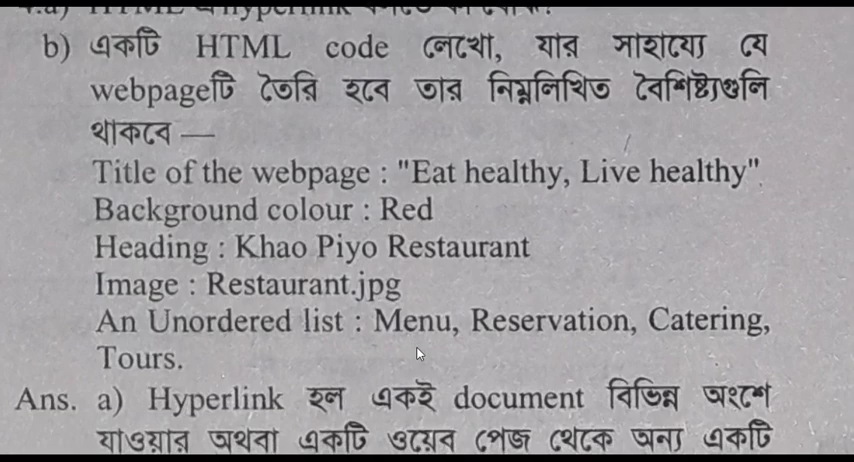 b) একটি HTML code লেখো, যার সাহায্যে যে
webpageটি তৈরি হবে তার নিম্নলিখিত বৈশিষ্ট্যগুলি
থাকবে —
Title of the webpage : "Eat healthy, Live healthy"
Background colour : Red
Heading : Khao Piyo Restaurant
Image : Restaurant.jpg
An Unordered list : Menu, Reservation, Catering,
Tours.
Ans. a) Hyperlink হল একই document বিভিন্ন অংশে
যাওয়ার অথবা একটি ওয়েব পেজ থেকে অন্য একটি